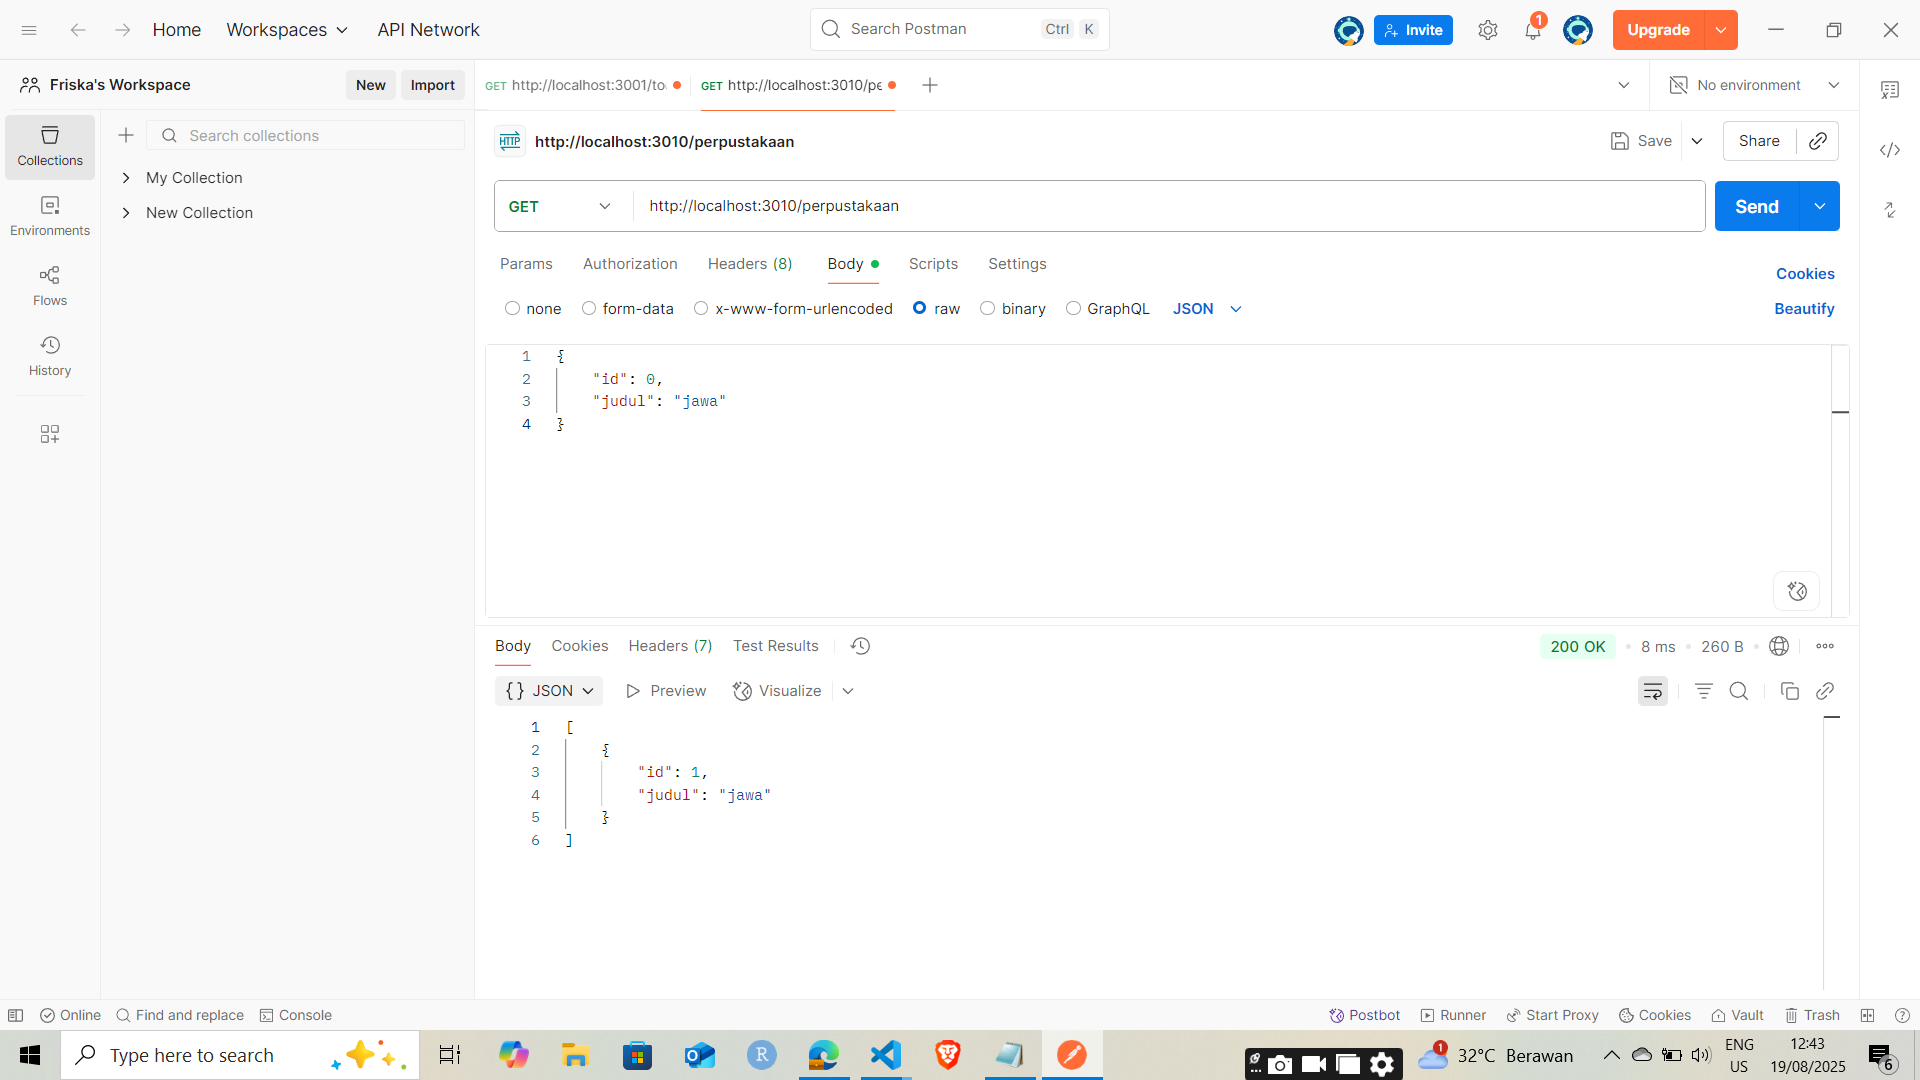 Home Workspaces API Network Search Postman Ctrl K Invite 1 Upgrade
Friska's Workspace New Import GET http://localhost:3001/to GET http://localhost:3010/pe No environment
Collections
Environments
Flows
History
Search collections
My Collection
New Collection
HTTP http://localhost:3010/perpustakaan Save Share
GET http://localhost:3010/perpustakaan Send
Params Authorization Headers (8) Body Scripts Settings Cookies
none form-data x-www-form-urlencoded raw binary GraphQL JSON Beautify
1 {
2 "id": 0,
3 "judul": "jawa"
4 }
Body Cookies Headers (7) Test Results 200 OK • 8 ms • 260 B
{} JSON Preview Visualize
1 [
2 {
3 "id": 1,
4 "judul": "jawa"
5 }
6 ]
Online Find and replace Console Postbot Runner Start Proxy Cookies Vault Trash
Type here to search R 1 32°C Berawan ENG US 12:43 19/08/2025 6